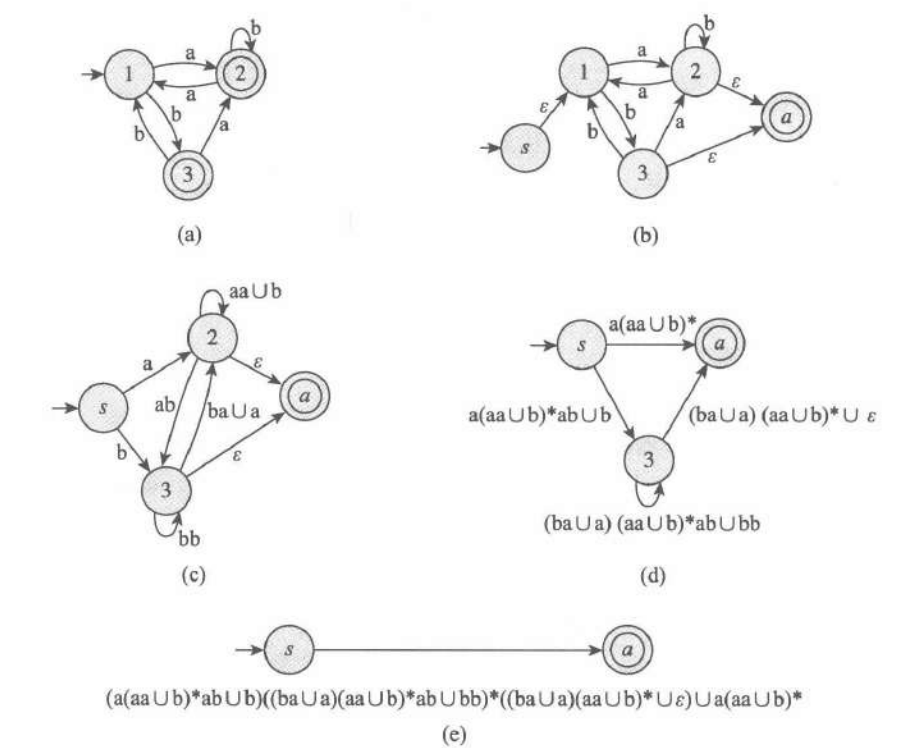 b
a
1
2
a
b
b
a
3
(a)
b
a
1
2
ε
a
a
ε
b
b
a
s
3
ε
(b)
aa∪b
2
a
ε
a
s
ab
ba∪a
b
ε
3
bb
(c)
a(aa∪b)*
s
a
a(aa∪b)*ab∪b
(ba∪a) (aa∪b)*∪ ε
3
(ba∪a) (aa∪b)*ab∪bb
(d)
s
a
(a(aa∪b)*ab∪b)((ba∪a)(aa∪b)*ab∪bb)*((ba∪a)(aa∪b)*∪ε)∪a(aa∪b)*
(e)